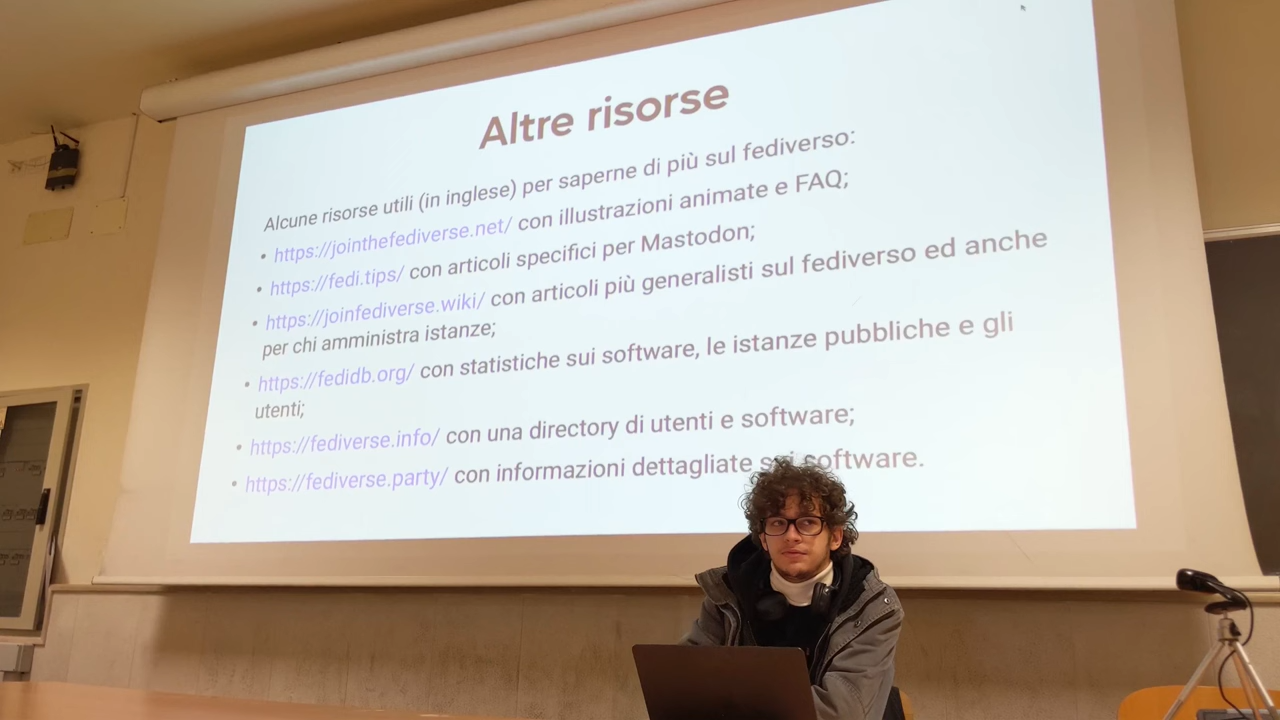 Altre risorse
Alcune risorse utili (in inglese) per saperne di più sul fediverso:
• https://jointhefediverse.net/ con illustrazioni animate e FAQ;
• https://fedi.tips/ con articoli specifici per Mastodon;
• https://joinfediverse.wiki/ con articoli più generalisti sul fediverso ed anche
per chi amministra istanze;
• https://fedidb.org/ con statistiche sui software, le istanze pubbliche e gli
utenti;
• https://fediverse.info/ con una directory di utenti e software;
• https://fediverse.party/ con informazioni dettagliate sui software.